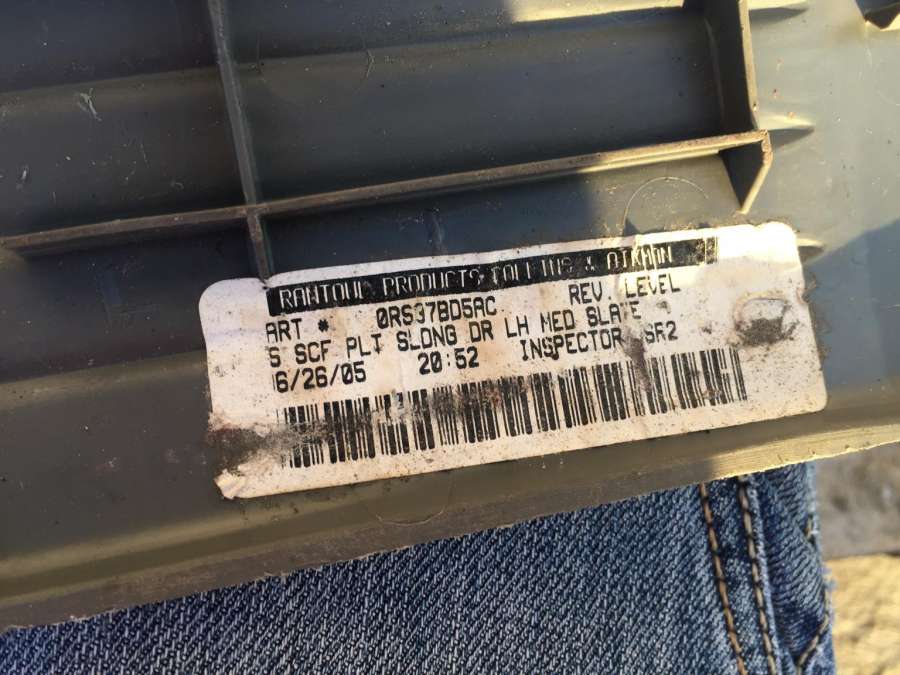 RANTOUL PRODUCTS, COLLINS & AIKMAN
ART # 0RS37BD5AC REV. LEVEL
S SCF PLT SLDNG DR LH MED SLATE
6/26/05 20:52 INSPECTOR SR2